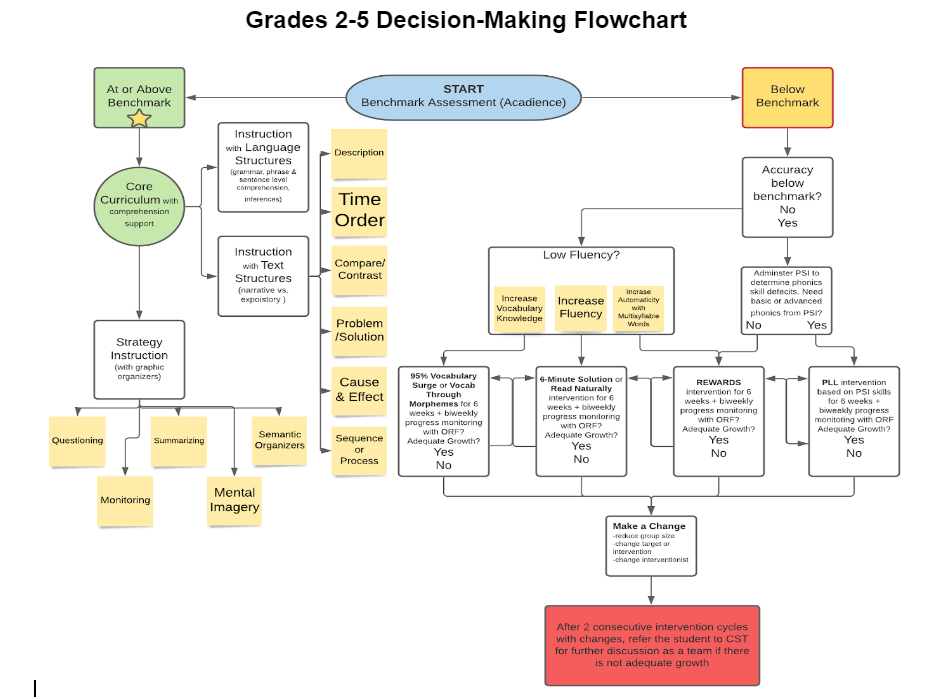 Grades 2-5 Decision-Making Flowchart
START
Benchmark Assessment (Acadience)
At or Above
Benchmark
Below
Benchmark
Core
Curriculum with
comprehension
support
Instruction
with Language
Structures
(grammar, phrase &
sentence level
comprehension,
inferences)
Instruction
with Text
Structures
(narrative vs.
expoistory )
Description
Time
Order
Compare/
Contrast
Problem
/Solution
Cause
& Effect
Sequence
or
Process
Strategy
Instruction
(with graphic
organizers)
Questioning
Summarizing
Semantic
Organizers
Monitoring
Mental
Imagery
Accuracy
below
benchmark?
No
Yes
Low Fluency?
Increase
Vocabulary
Knowledge
Increase
Fluency
Incrase
Automaticity
with
Multisyllable
Words
Adminster PSI to
determine phonics
skill defecits. Need
basic or advanced
phonics from PSI?
No Yes
95% Vocabulary
Surge or Vocab
Through
Morphemes for 6
weeks + biweekly
progress monitoring
with ORF?
Adequate Growth?
Yes
No
6-Minute Solution or
Read Naturally
intervention for 6
weeks + biweekly
progress monitoring
with ORF?
Adequate Growth?
Yes
No
REWARDS
intervention for 6
weeks + biweekly
progress monitoring
with ORF?
Adequate Growth?
Yes
No
PLL intervention
based on PSI skills
for 6 weeks +
biweekly progress
monitoting with ORF
Adequate Growth?
Yes
No
Make a Change
-reduce group size
-change target or
intervention
-change interventionist
After 2 consecutive intervention cycles
with changes, refer the student to CST
for further discussion as a team if there
is not adequate growth